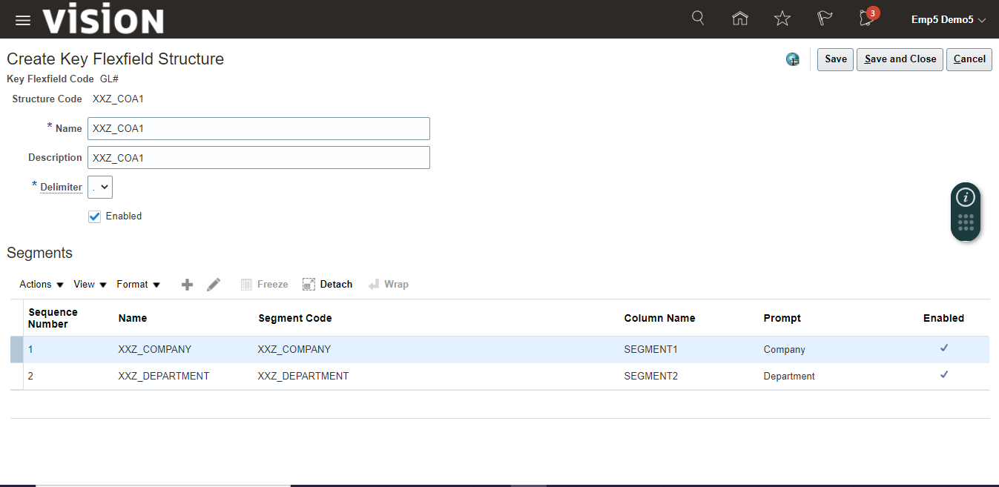 VISION
3
Emp5 Demo5
Create Key Flexfield Structure
Save
Save and Close
Cancel
Key Flexfield Code GL#
Structure Code XXZ_COA1
* Name XXZ_COA1
Description XXZ_COA1
* Delimiter .
Enabled
i
Segments
Actions View Format Freeze Detach Wrap
Sequence Number Name Segment Code Column Name Prompt Enabled
1 XXZ_COMPANY XXZ_COMPANY SEGMENT1 Company
2 XXZ_DEPARTMENT XXZ_DEPARTMENT SEGMENT2 Department